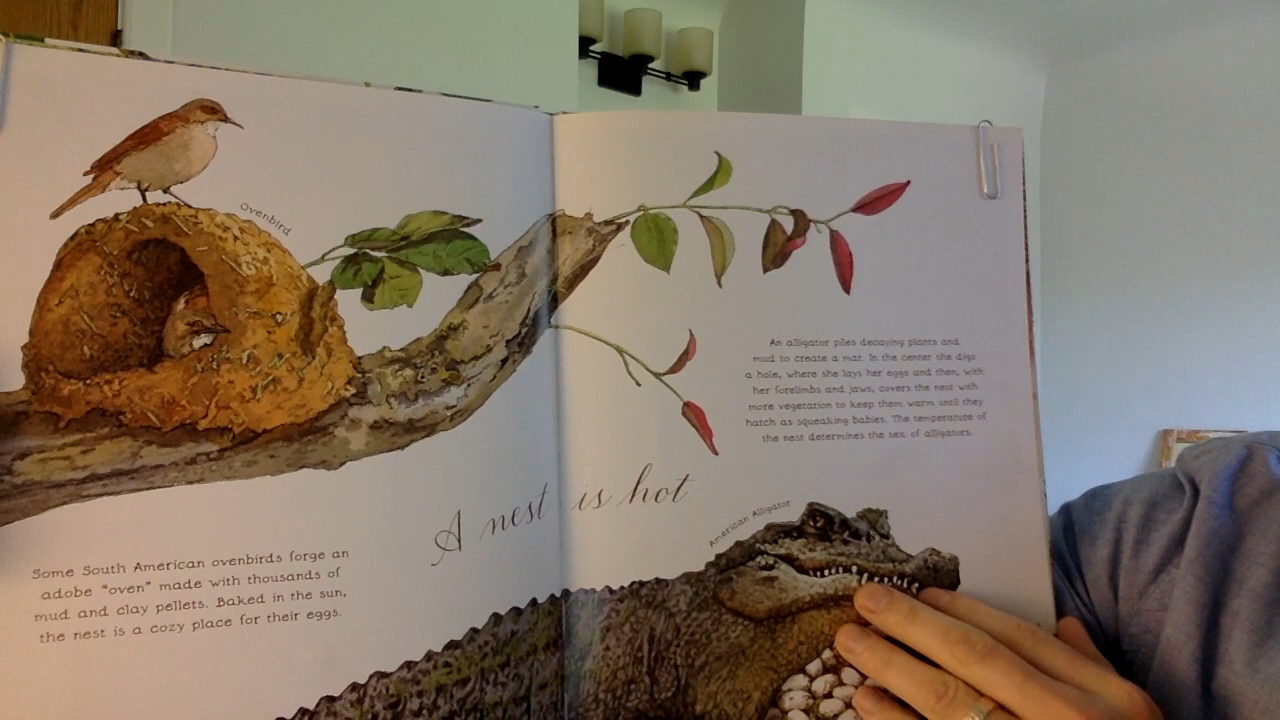 Ovenbird
Some South American ovenbirds forge an
adobe "oven" made with thousands of
mud and clay pellets. Baked in the sun,
the nest is a cozy place for their eggs.
A nest is hot
An alligator piles decaying plants and
mud to create a mat. In the center she digs
a hole, where she lays her eggs and then, with
her forelimbs and jaws, covers the nest with
more vegetation to keep them warm until they
hatch as squeaking babies. The temperature of
the nest determines the sex of alligators.
American Alligator